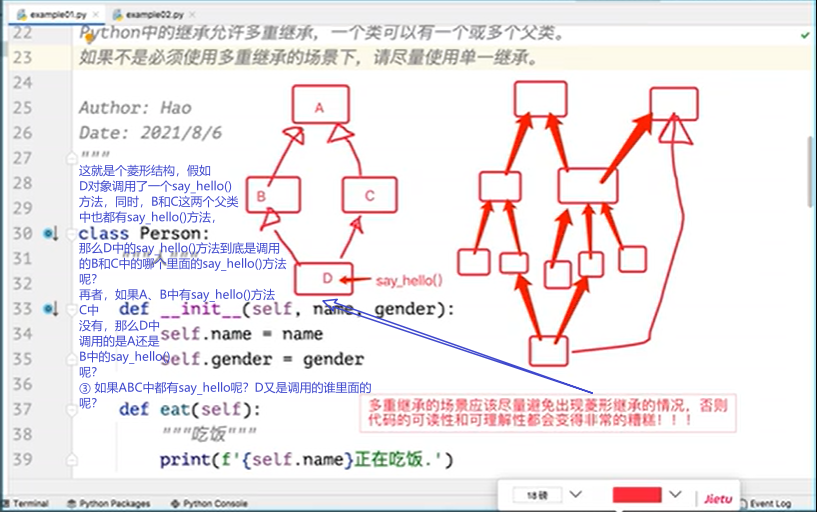 example01.py × example02.py ×
22 Python中的继承允许多重继承，一个类可以有一个或多个父类。
23 如果不是必须使用多重继承的场景下，请尽量使用单一继承。
24
25 Author: Hao
26 Date: 2021/8/6
27 """
28
29
30 class Person:
31 """人"""
32
33 def __init__(self, name, gender):
34 self.name = name
35 self.gender = gender
36
37 def eat(self):
38 """吃饭"""
39 print(f'{self.name}正在吃饭.')
这就是个菱形结构，假如
D对象调用了一个say_hello()
方法，同时，B和C这两个父类
中也都有say_hello()方法，
那么D中的say_hello()方法到底是调用
的B和C中的哪个里面的say_hello()方法
呢？
再者，如果A、B中有say_hello()方法
C中
没有，那么D中
调用的是A还是
B中的say_hello()
呢？
③ 如果ABC中都有say_hello呢？D又是调用的谁里面的
呢？
A
B
C
D
say_hello()
多重继承的场景应该尽量避免出现菱形继承的情况，否则
代码的可读性和可理解性都会变得非常的糟糕！！！
18磅
Jietu
Terminal Python Packages Python Console Event Log